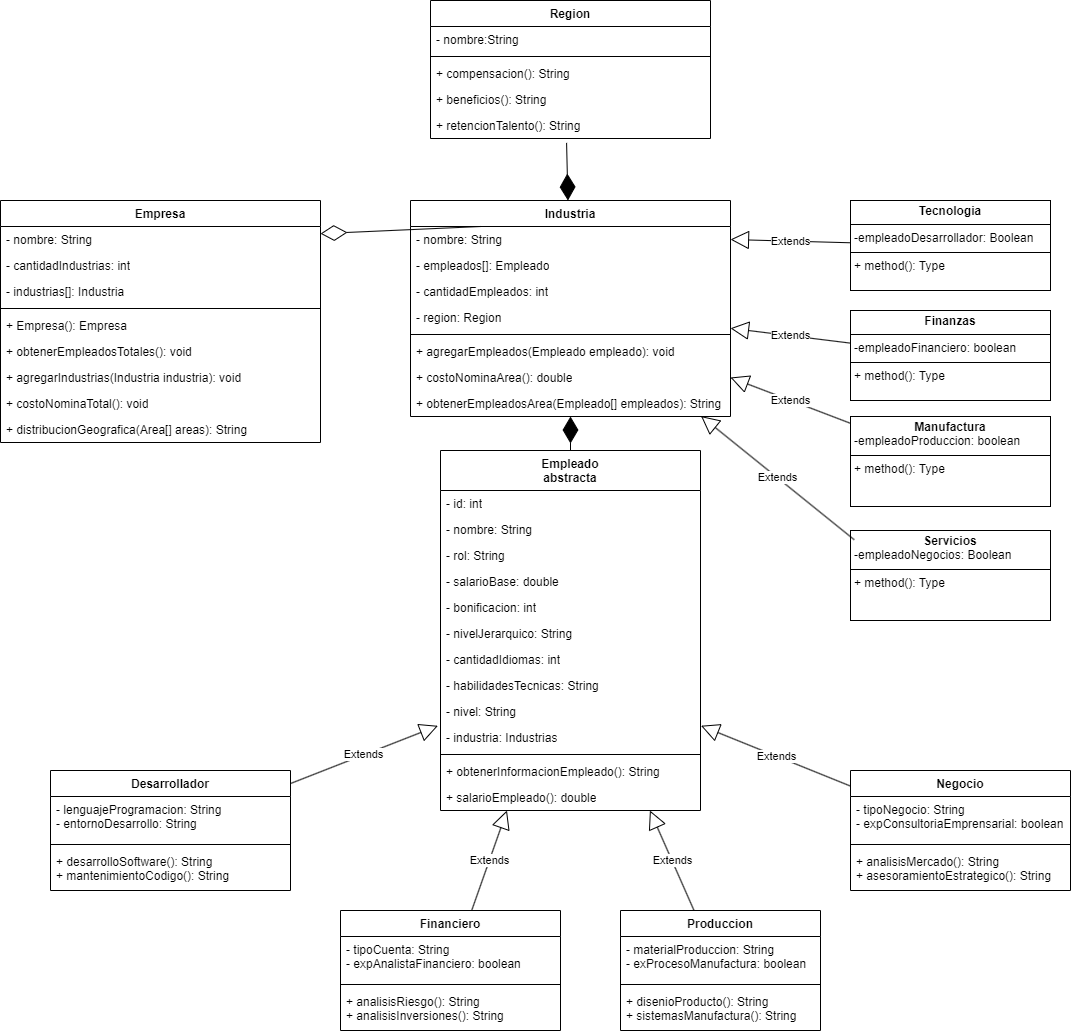 Region
- nombre:String
+ compensacion(): String
+ beneficios(): String
+ retencionTalento(): String
Empresa
- nombre: String
- cantidadIndustrias: int
- industrias[]: Industria
+ Empresa(): Empresa
+ obtenerEmpleadosTotales(): void
+ agregarIndustrias(Industria industria): void
+ costoNominaTotal(): void
+ distribucionGeografica(Area[] areas): String
Industria
- nombre: String
- empleados[]: Empleado
- cantidadEmpleados: int
- region: Region
+ agregarEmpleados(Empleado empleado): void
+ costoNominaArea(): double
+ obtenerEmpleadosArea(Empleado[] empleados): String
Extends
Extends
Extends
Extends
Tecnologia
-empleadoDesarrollador: Boolean
+ method(): Type
Finanzas
-empleadoFinanciero: boolean
+ method(): Type
Manufactura
-empleadoProduccion: boolean
+ method(): Type
Servicios
-empleadoNegocios: Boolean
+ method(): Type
Empleado
abstracta
- id: int
- nombre: String
- rol: String
- salarioBase: double
- bonificacion: int
- nivelJerarquico: String
- cantidadIdiomas: int
- habilidadesTecnicas: String
- nivel: String
- industria: Industrias
+ obtenerInformacionEmpleado(): String
+ salarioEmpleado(): double
Extends
Extends
Extends
Extends
Desarrollador
- lenguajeProgramacion: String
- entornoDesarrollo: String
+ desarrolloSoftware(): String
+ mantenimientoCodigo(): String
Negocio
- tipoNegocio: String
- expConsultoriaEmprensarial: boolean
+ analisisMercado(): String
+ asesoramientoEstrategico(): String
Financiero
- tipoCuenta: String
- expAnalistaFinanciero: boolean
+ analisisRiesgo(): String
+ analisisInversiones(): String
Produccion
- materialProduccion: String
- exProcesoManufactura: boolean
+ disenioProducto(): String
+ sistemasManufactura(): String